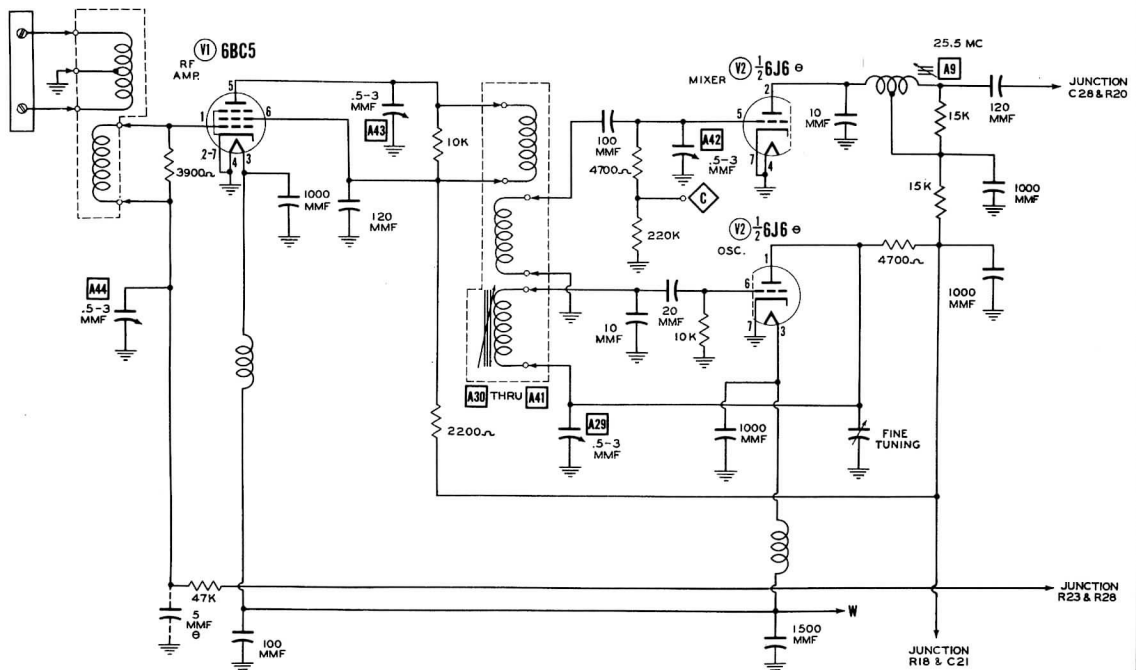 V1 6BC5
RF
AMP.
5
1
6
2-7
4
3
3900Ω
.5-3
MMF
A43
10K
1000
MMF
120
MMF
A44
.5-3
MMF
47K
5
MMF
⊖
100
MMF
2200Ω
A30 THRU A41
100
MMF
4700Ω
A42
.5-3
MMF
C
220K
V2 ½ 6J6 ⊖
MIXER
2
5
7
4
10
MMF
25.5 MC
A9
120
MMF
JUNCTION
C28 & R20
15K
1000
MMF
15K
V2 ½ 6J6 ⊖
OSC.
1
6
7
3
4700Ω
1000
MMF
10
MMF
20
MMF
10K
A29
.5-3
MMF
1000
MMF
FINE
TUNING
W
1500
MMF
JUNCTION
R23 & R28
JUNCTION
R18 & C21